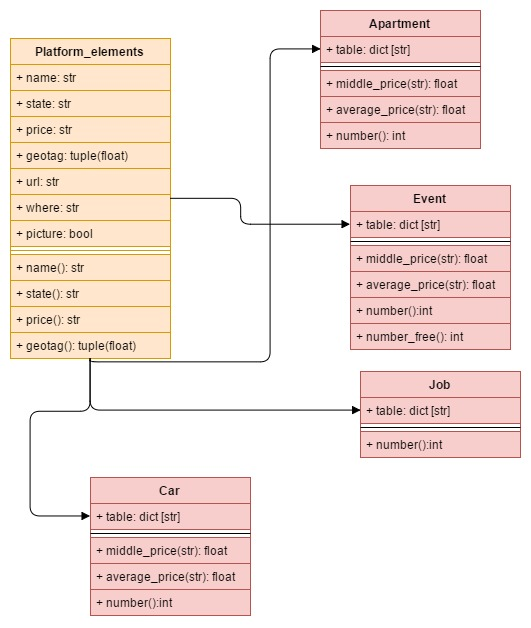 Platform_elements
+ name: str
+ state: str
+ price: str
+ geotag: tuple(float)
+ url: str
+ where: str
+ picture: bool
+ name(): str
+ state(): str
+ price(): str
+ geotag(): tuple(float)
Apartment
+ table: dict [str]
+ middle_price(str): float
+ average_price(str): float
+ number(): int
Event
+ table: dict [str]
+ middle_price(str): float
+ average_price(str): float
+ number():int
+ number_free(): int
Job
+ table: dict [str]
+ number():int
Car
+ table: dict [str]
+ middle_price(str): float
+ average_price(str): float
+ number():int